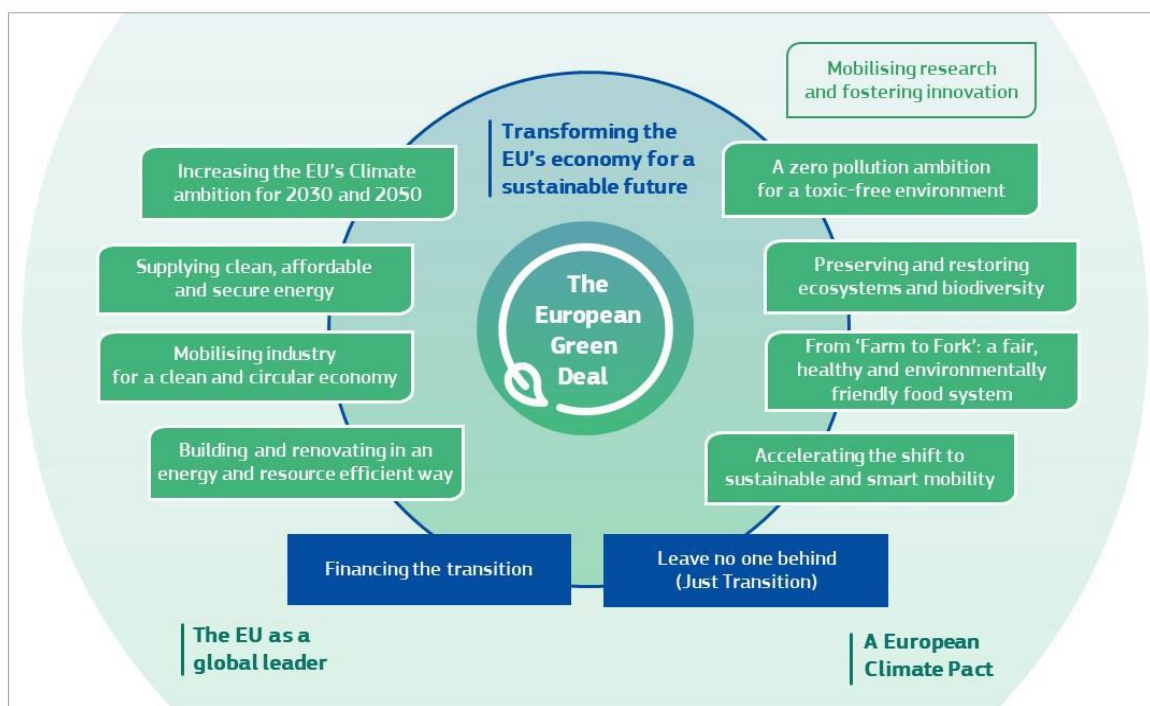 Mobilising research
and fostering innovation
Transforming the
EU's economy for a
sustainable future
Increasing the EU's Climate
ambition for 2030 and 2050
A zero pollution ambition
for a toxic-free environment
Supplying clean, affordable
and secure energy
Preserving and restoring
ecosystems and biodiversity
The
European
Green
Deal
Mobilising industry
for a clean and circular economy
From ‘Farm to Fork’: a fair,
healthy and environmentally
friendly food system
Building and renovating in an
energy and resource efficient way
Accelerating the shift to
sustainable and smart mobility
Financing the transition
Leave no one behind
(Just Transition)
The EU as a
global leader
A European
Climate Pact